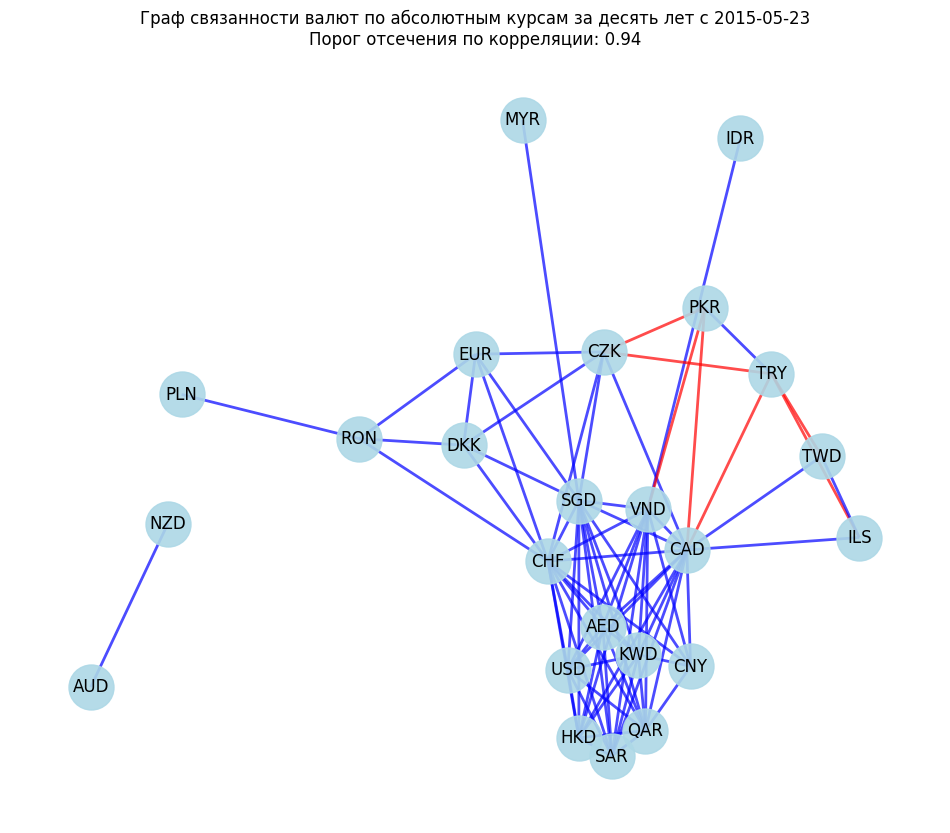 Граф связанности валют по абсолютным курсам за десять лет с 2015-05-23
Порог отсечения по корреляции: 0.94
MYR
IDR
PKR
EUR
CZK
TRY
PLN
RON
DKK
TWD
SGD
VND
NZD
ILS
CAD
CHF
AED
KWD
CNY
USD
AUD
HKD
QAR
SAR